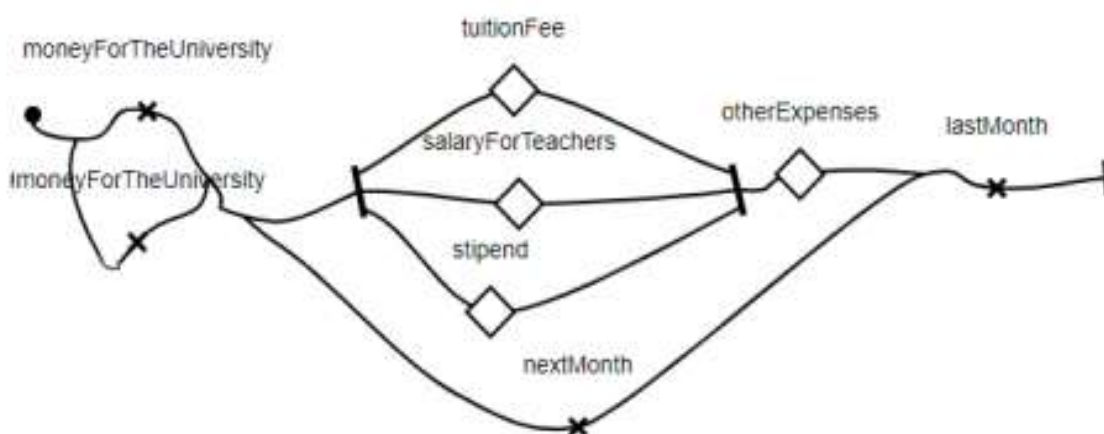 moneyForTheUniversity
tuitionFee
otherExpenses
lastMonth
salaryForTeachers
moneyForTheUniversity
stipend
nextMonth